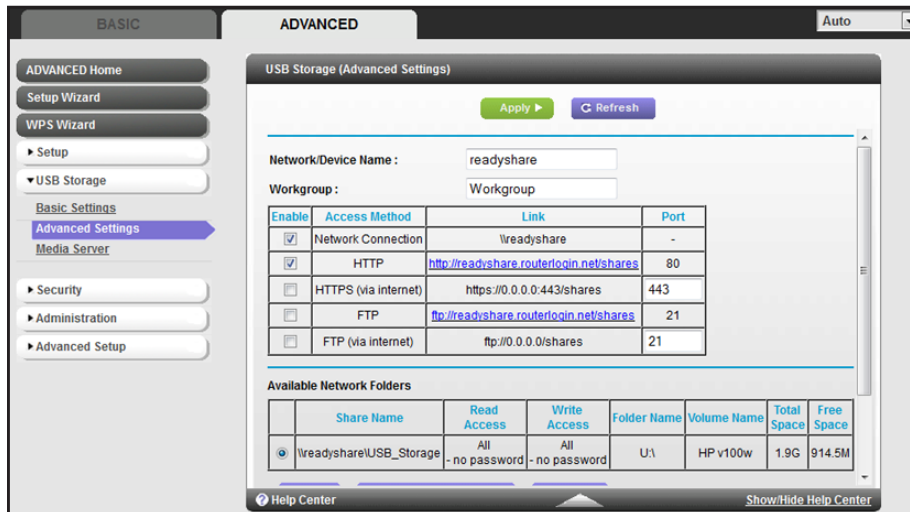 BASIC
ADVANCED
Auto
ADVANCED Home
Setup Wizard
WPS Wizard
Setup
USB Storage
Basic Settings
Advanced Settings
Media Server
Security
Administration
Advanced Setup
USB Storage (Advanced Settings)
Apply
Refresh
Network/Device Name :
readyshare
Workgroup :
Workgroup
Enable Access Method Link Port
Network Connection \\readyshare -
HTTP http://readyshare.routerlogin.net/shares 80
HTTPS (via internet) https://0.0.0.0:443/shares 443
FTP ftp://readyshare.routerlogin.net/shares 21
FTP (via internet) ftp://0.0.0.0/shares 21
Available Network Folders
Share Name Read Access Write Access Folder Name Volume Name Total Space Free Space
\\readyshare\USB_Storage All - no password All - no password U:\ HP v100w 1.9G 914.5M
Help Center
Show/Hide Help Center